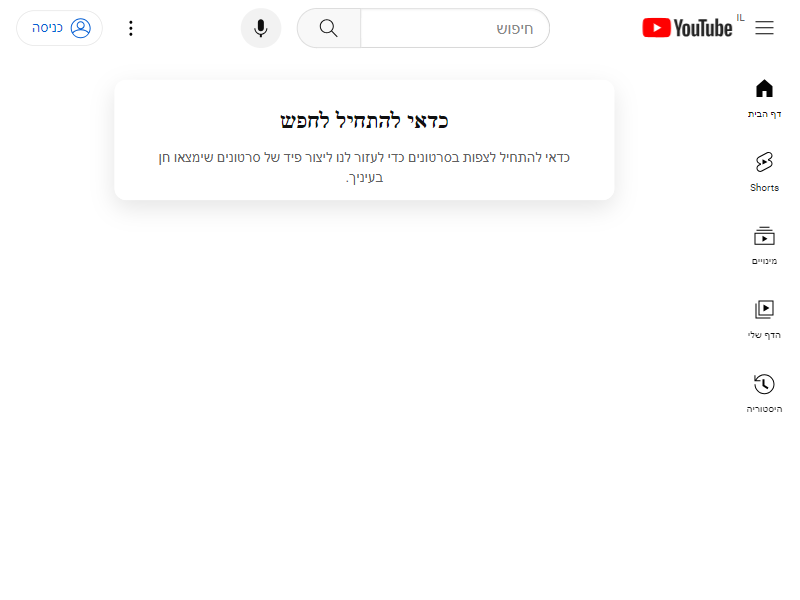 YouTube IL
חיפוש
כניסה
כדאי להתחיל לחפש
כדאי להתחיל לצפות בסרטונים כדי לעזור לנו ליצור פיד של סרטונים שימצאו חן
בעיניך.
דף הבית
Shorts
מינויים
הדף שלי
היסטוריה